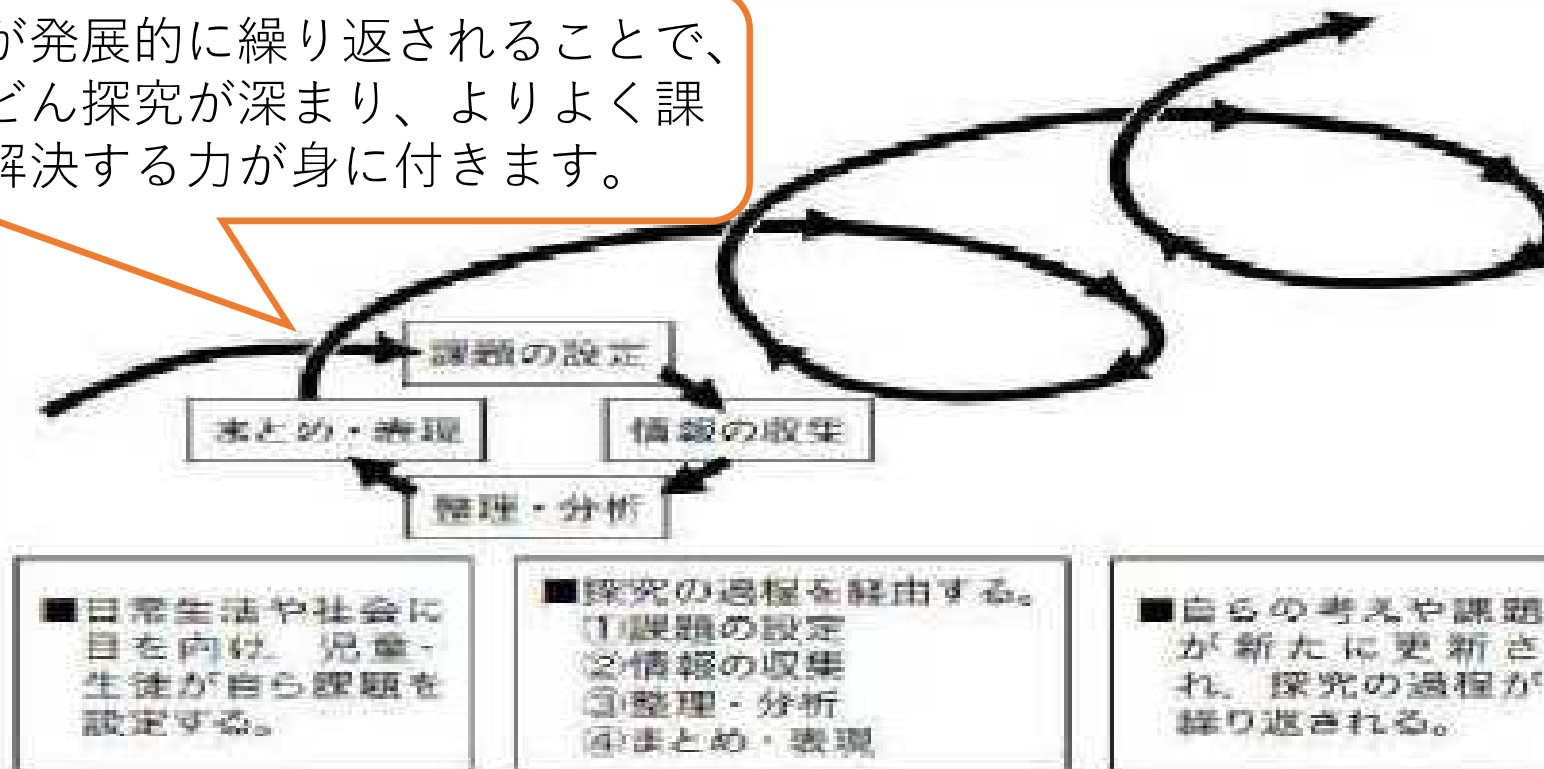 が発展的に繰り返されることで、
どん探究が深まり、よりよく課
解決する力が身に付きます。
課題の設定
まとめ・表現
情報の収集
整理・分析
■日常生活や社会に
目を向け、児童・
生徒が自ら課題を
設定する。
■探究の過程を経由する。
①課題の設定
②情報の収集
③整理・分析
④まとめ・表現
■自らの考えや課題
が新たに更新さ
れ、探究の過程が
繰り返される。